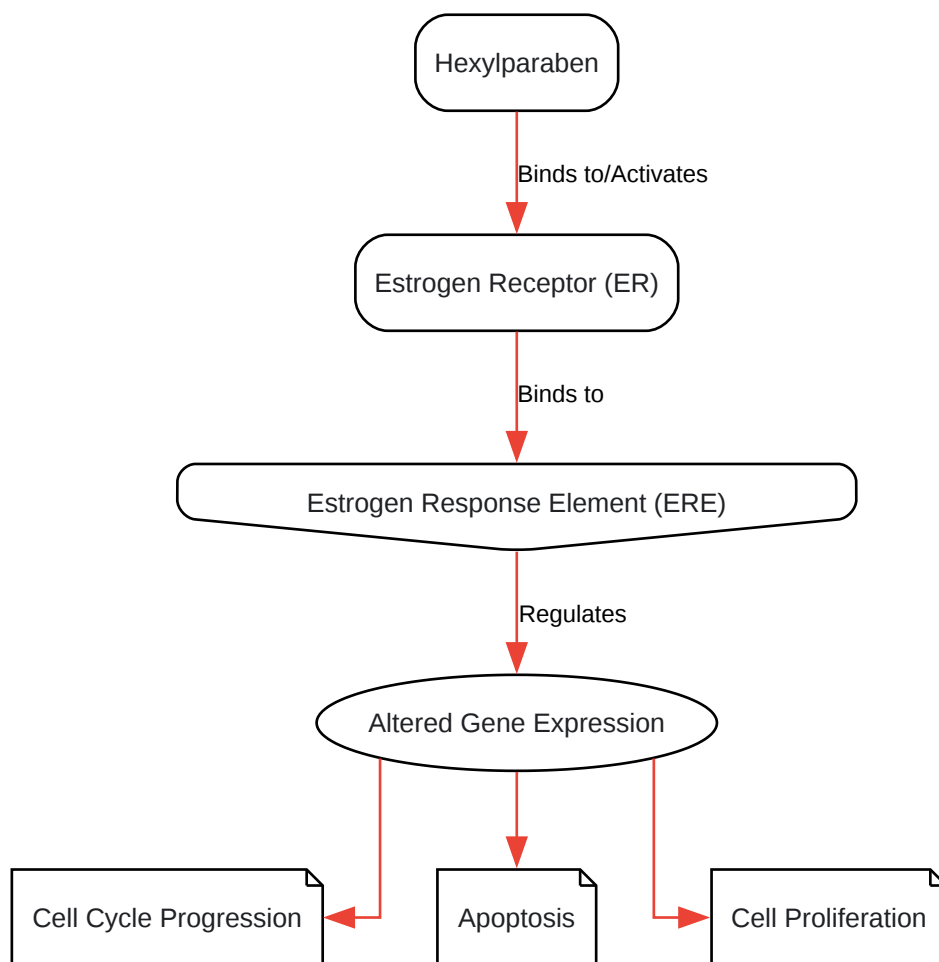 Hexylparaben
Binds to/Activates
Estrogen Receptor (ER)
Binds to
Estrogen Response Element (ERE)
Regulates
Altered Gene Expression
Cell Cycle Progression
Apoptosis
Cell Proliferation